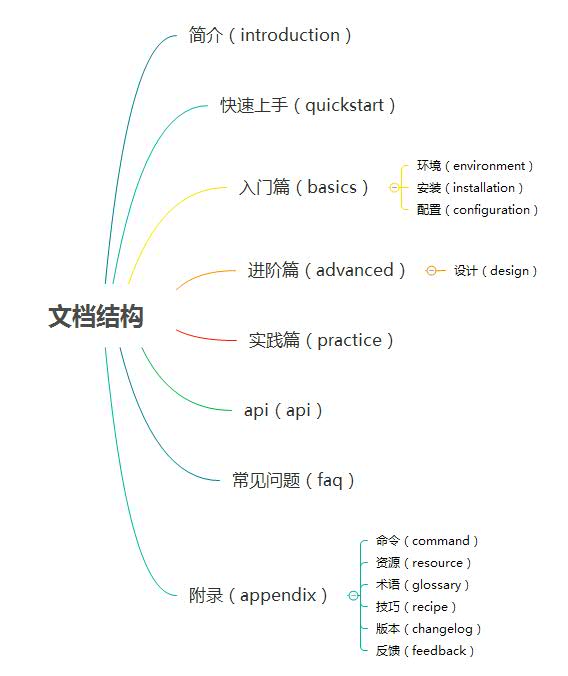 简介（introduction）
快速上手（quickstart）
入门篇（basics）
环境（environment）
安装（installation）
配置（configuration）
进阶篇（advanced）
设计（design）
文档结构
实践篇（practice）
api（api）
常见问题（faq）
附录（appendix）
命令（command）
资源（resource）
术语（glossary）
技巧（recipe）
版本（changelog）
反馈（feedback）